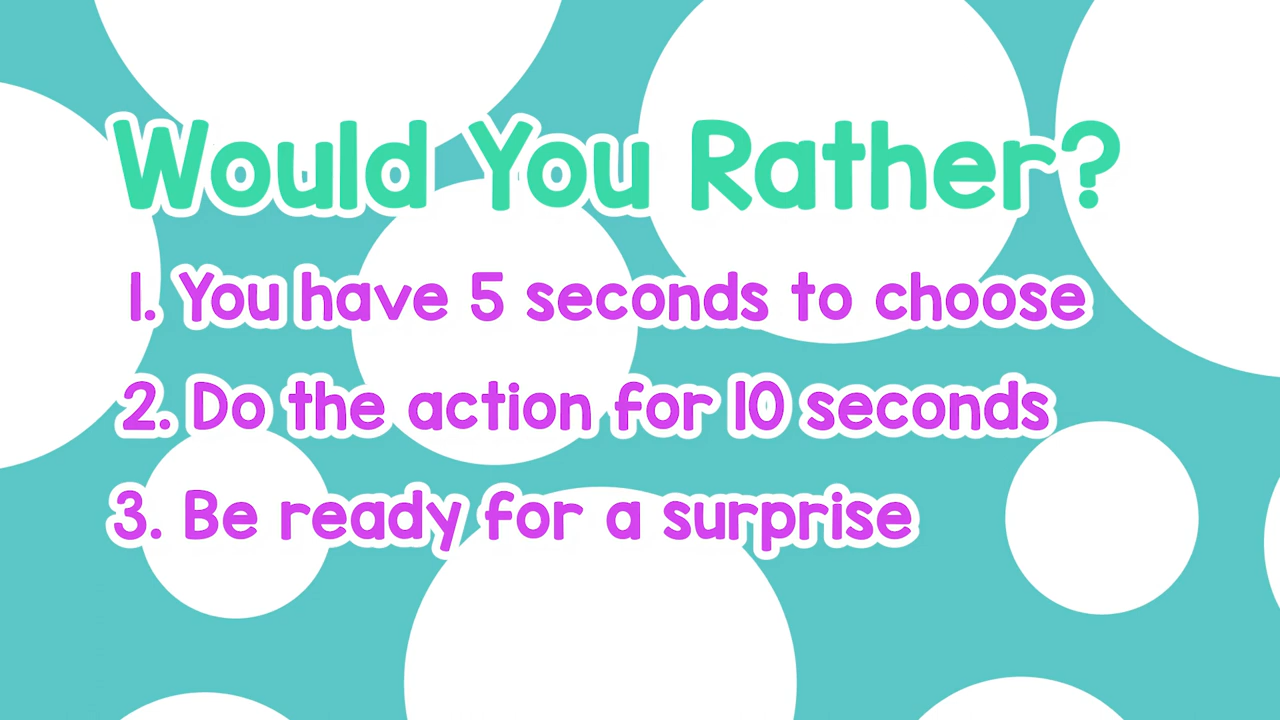 Would You Rather?
1. You have 5 seconds to choose
2. Do the action for 10 seconds
3. Be ready for a surprise